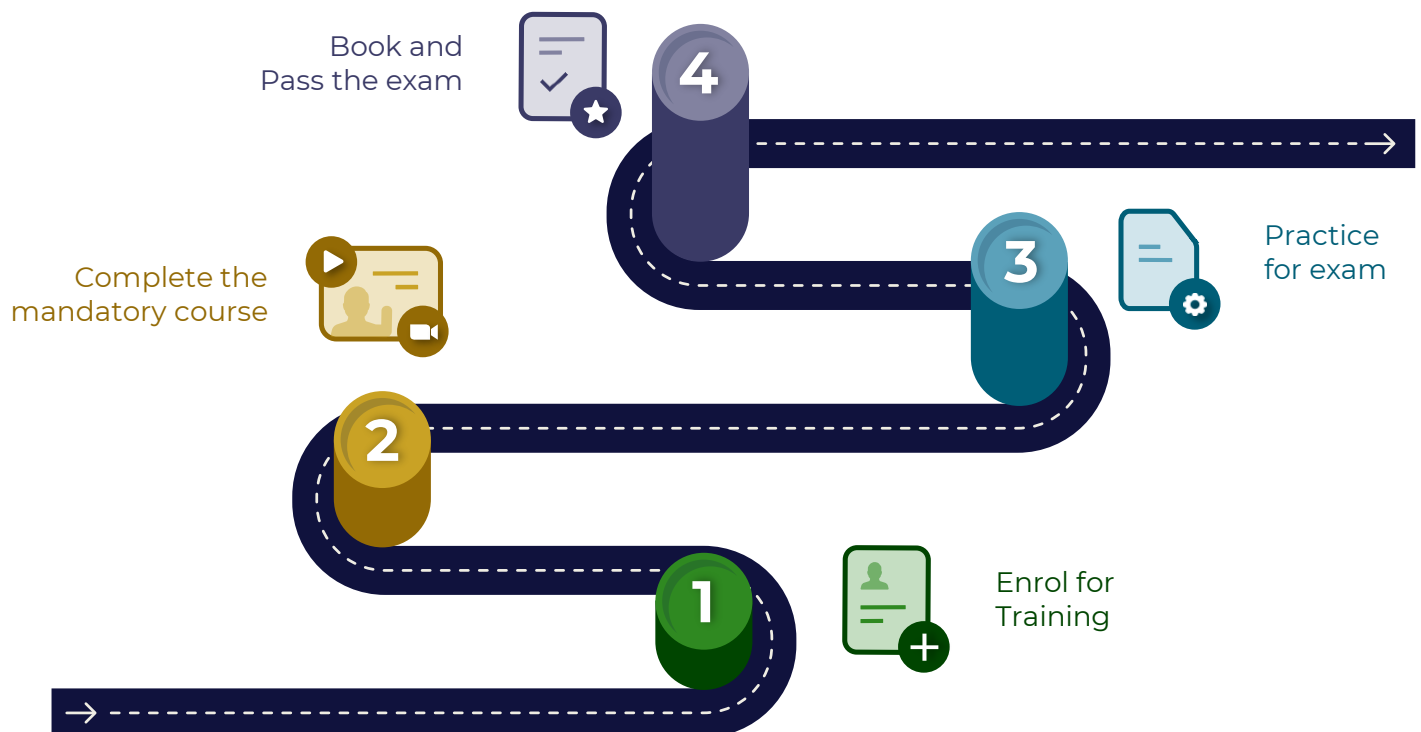 Book and
Pass the exam
4
3
Practice
for exam
Complete the
mandatory course
2
1
Enrol for
Training